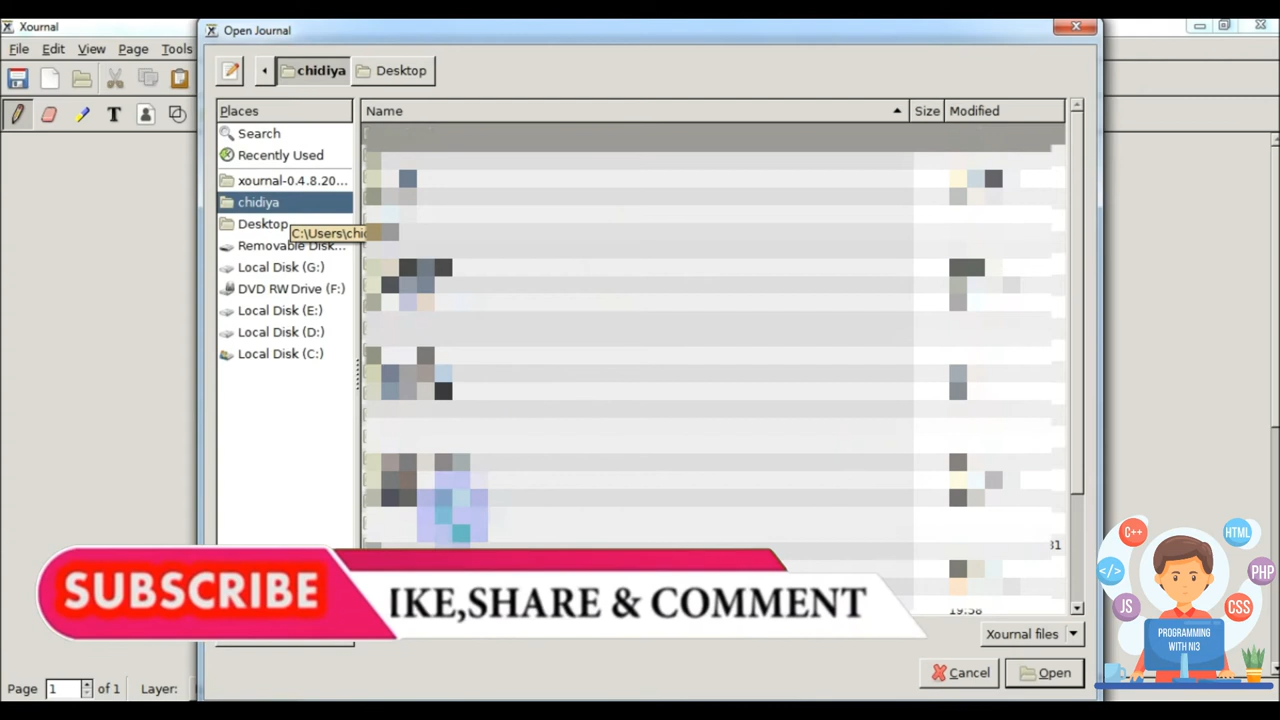 Xournal
Open Journal
File Edit View Page Tools
chidiya Desktop
Places
Name Size Modified
Search
Recently Used
xournal-0.4.8.20...
chidiya
Desktop
C:\Users\chi
Removable Disk...
Local Disk (G:)
DVD RW Drive (F:)
Local Disk (E:)
Local Disk (D:)
Local Disk (C:)
31
19:58
SUBSCRIBE
IKE,SHARE & COMMENT
Xournal files
Cancel Open
Page 1 of 1 Layer:
C++
HTML
</>
PHP
JS
CSS
PROGRAMMING
WITH NI3